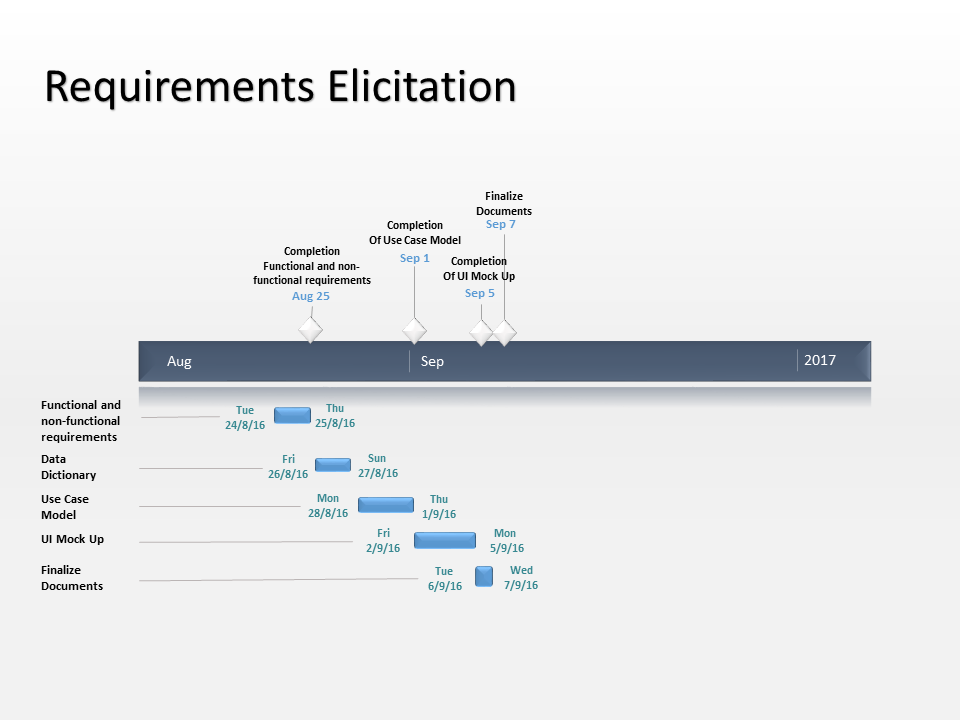 Requirements Elicitation
Finalize
Documents
Sep 7
Completion
Of Use Case Model
Sep 1
Completion
Functional and non-
functional requirements
Aug 25
Completion
Of UI Mock Up
Sep 5
Aug
Sep
2017
Functional and
non-functional
requirements
Tue
24/8/16
Thu
25/8/16
Data
Dictionary
Fri
26/8/16
Sun
27/8/16
Use Case
Model
Mon
28/8/16
Thu
1/9/16
UI Mock Up
Fri
2/9/16
Mon
5/9/16
Finalize
Documents
Tue
6/9/16
Wed
7/9/16